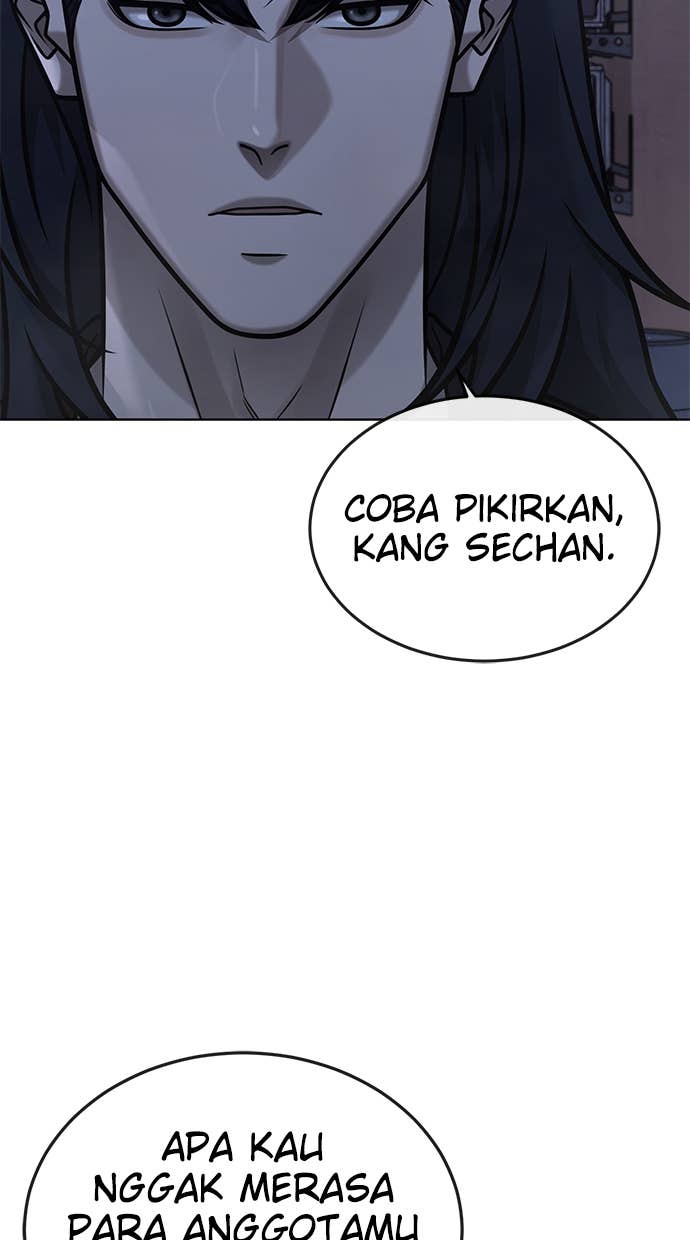 COBA PIKIRKAN,
KANG SECHAN.
APA KAU
NGGAK MERASA
PARA ANGGOTAMU